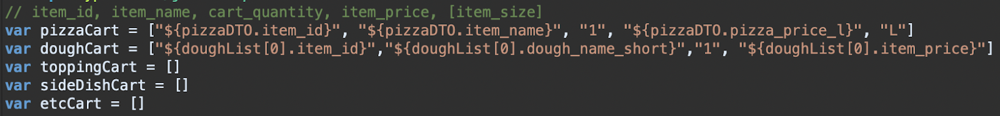 // item_id, item_name, cart_quantity, item_price, [item_size]
var pizzaCart = ["${pizzaDTO.item_id}", "${pizzaDTO.item_name}", "1", "${pizzaDTO.pizza_price_l}", "L"]
var doughCart = ["${doughList[0].item_id}","${doughList[0].dough_name_short}","1", "${doughList[0].item_price}"]
var toppingCart = []
var sideDishCart = []
var etcCart = []